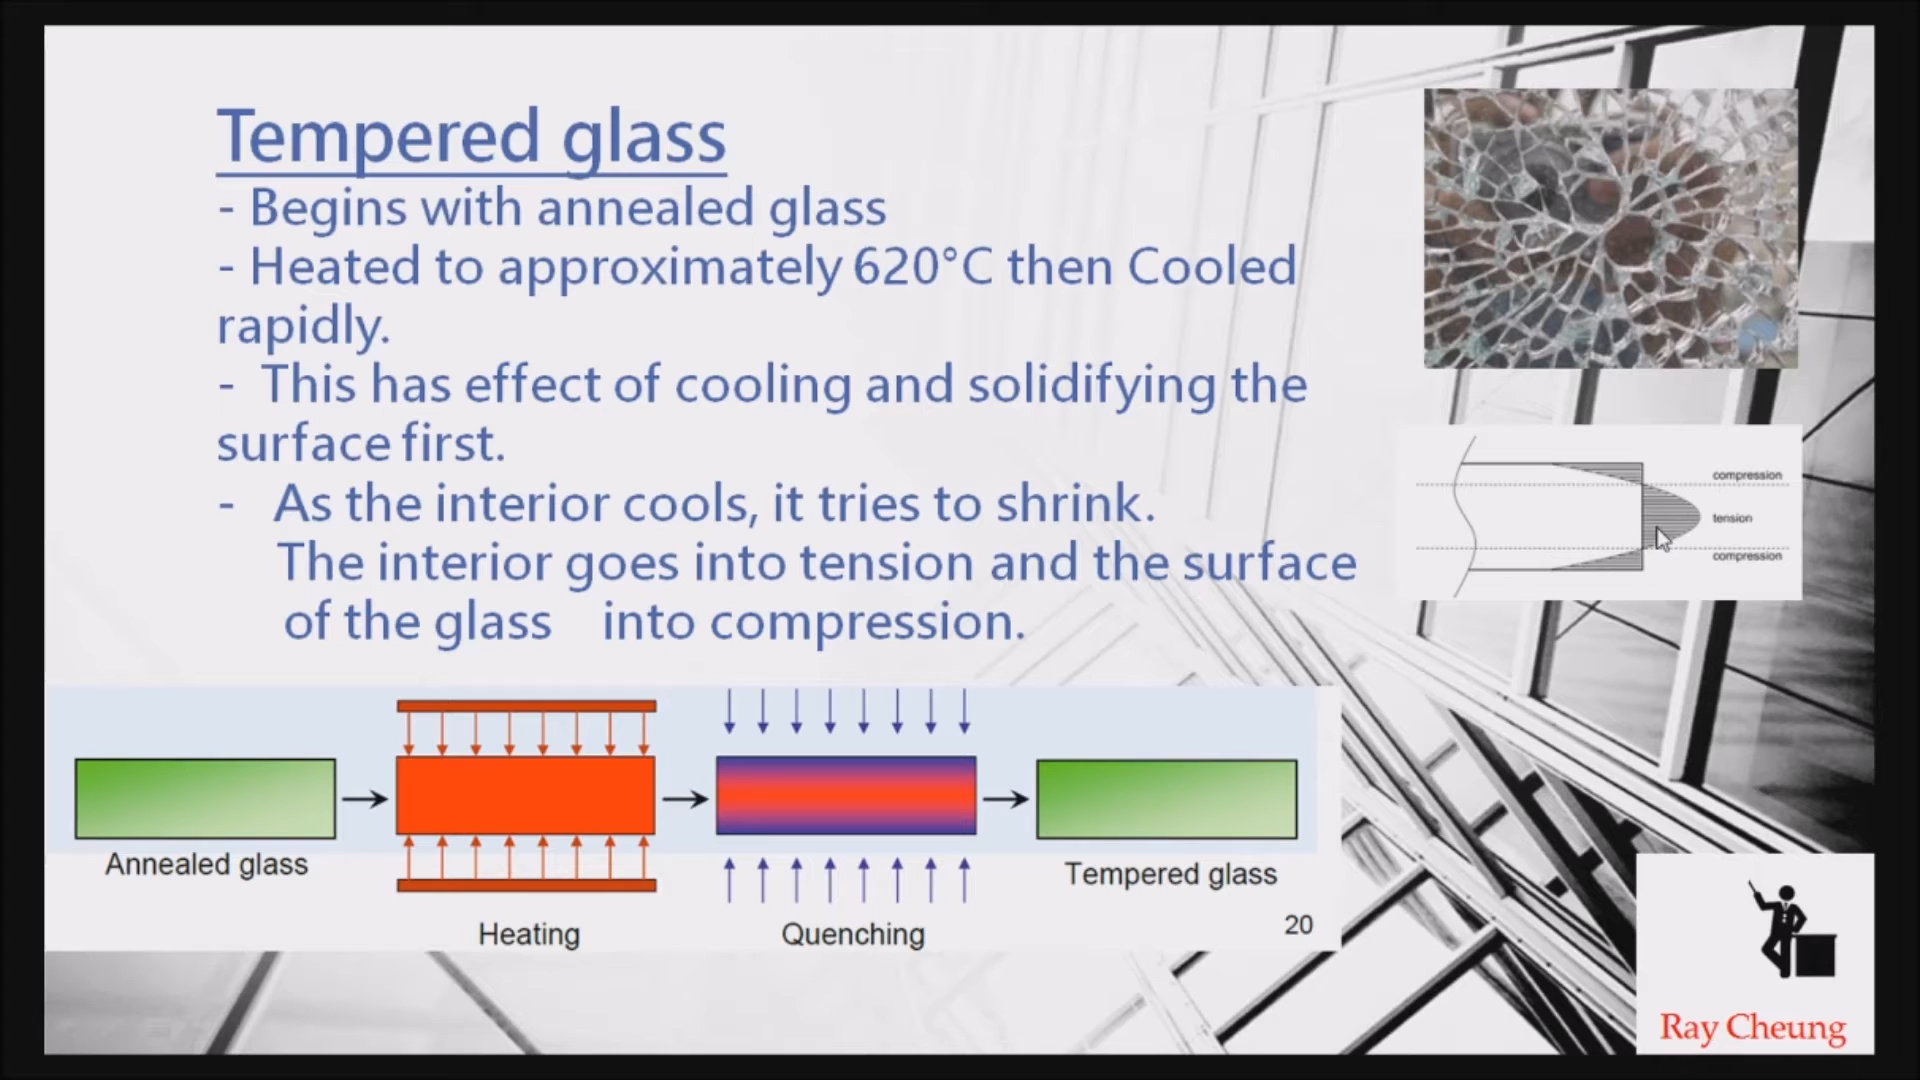 Tempered glass
- Begins with annealed glass
- Heated to approximately 620°C then Cooled
rapidly.
- This has effect of cooling and solidifying the
surface first.
- As the interior cools, it tries to shrink.
The interior goes into tension and the surface
of the glass into compression.
compression
tension
compression
Annealed glass
Heating
Quenching
Tempered glass
20
Ray Cheung